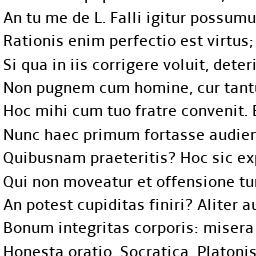 An tu me de L. Falli igitur possumu
Rationis enim perfectio est virtus;
Si qua in iis corrigere voluit, deteri
Non pugnem cum homine, cur tant
Hoc mihi cum tuo fratre convenit.
Nunc haec primum fortasse audien
Quibusnam praeteritis? Hoc sic exp
Qui non moveatur et offensione tur
An potest cupiditas finiri? Aliter au
Bonum integritas corporis: misera
Honesta oratio, Socratica, Platonis